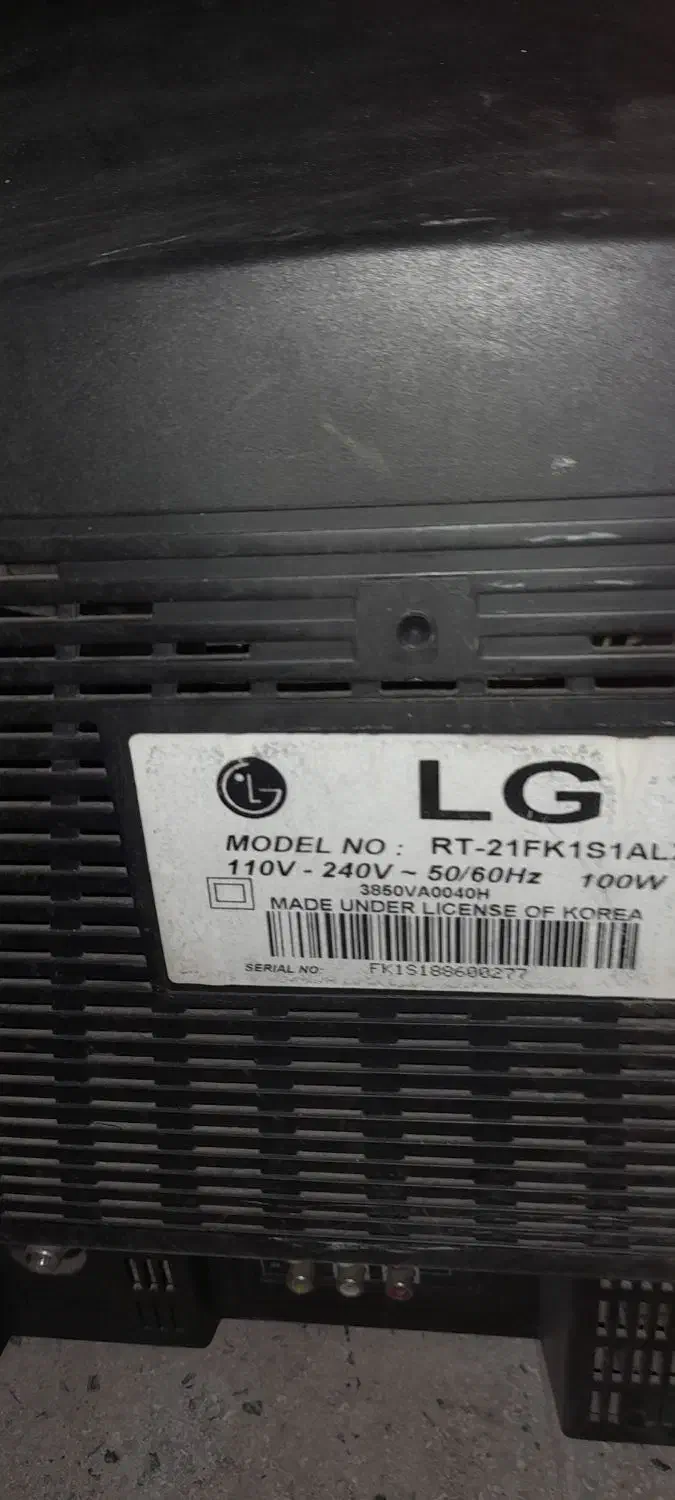 LG LG
MODEL NO : RT-21FK1S1AL
110V - 240V ~ 50/60Hz 100W
3850VA0040H
MADE UNDER LICENSE OF KOREA
SERIAL NO: FK1S188600277